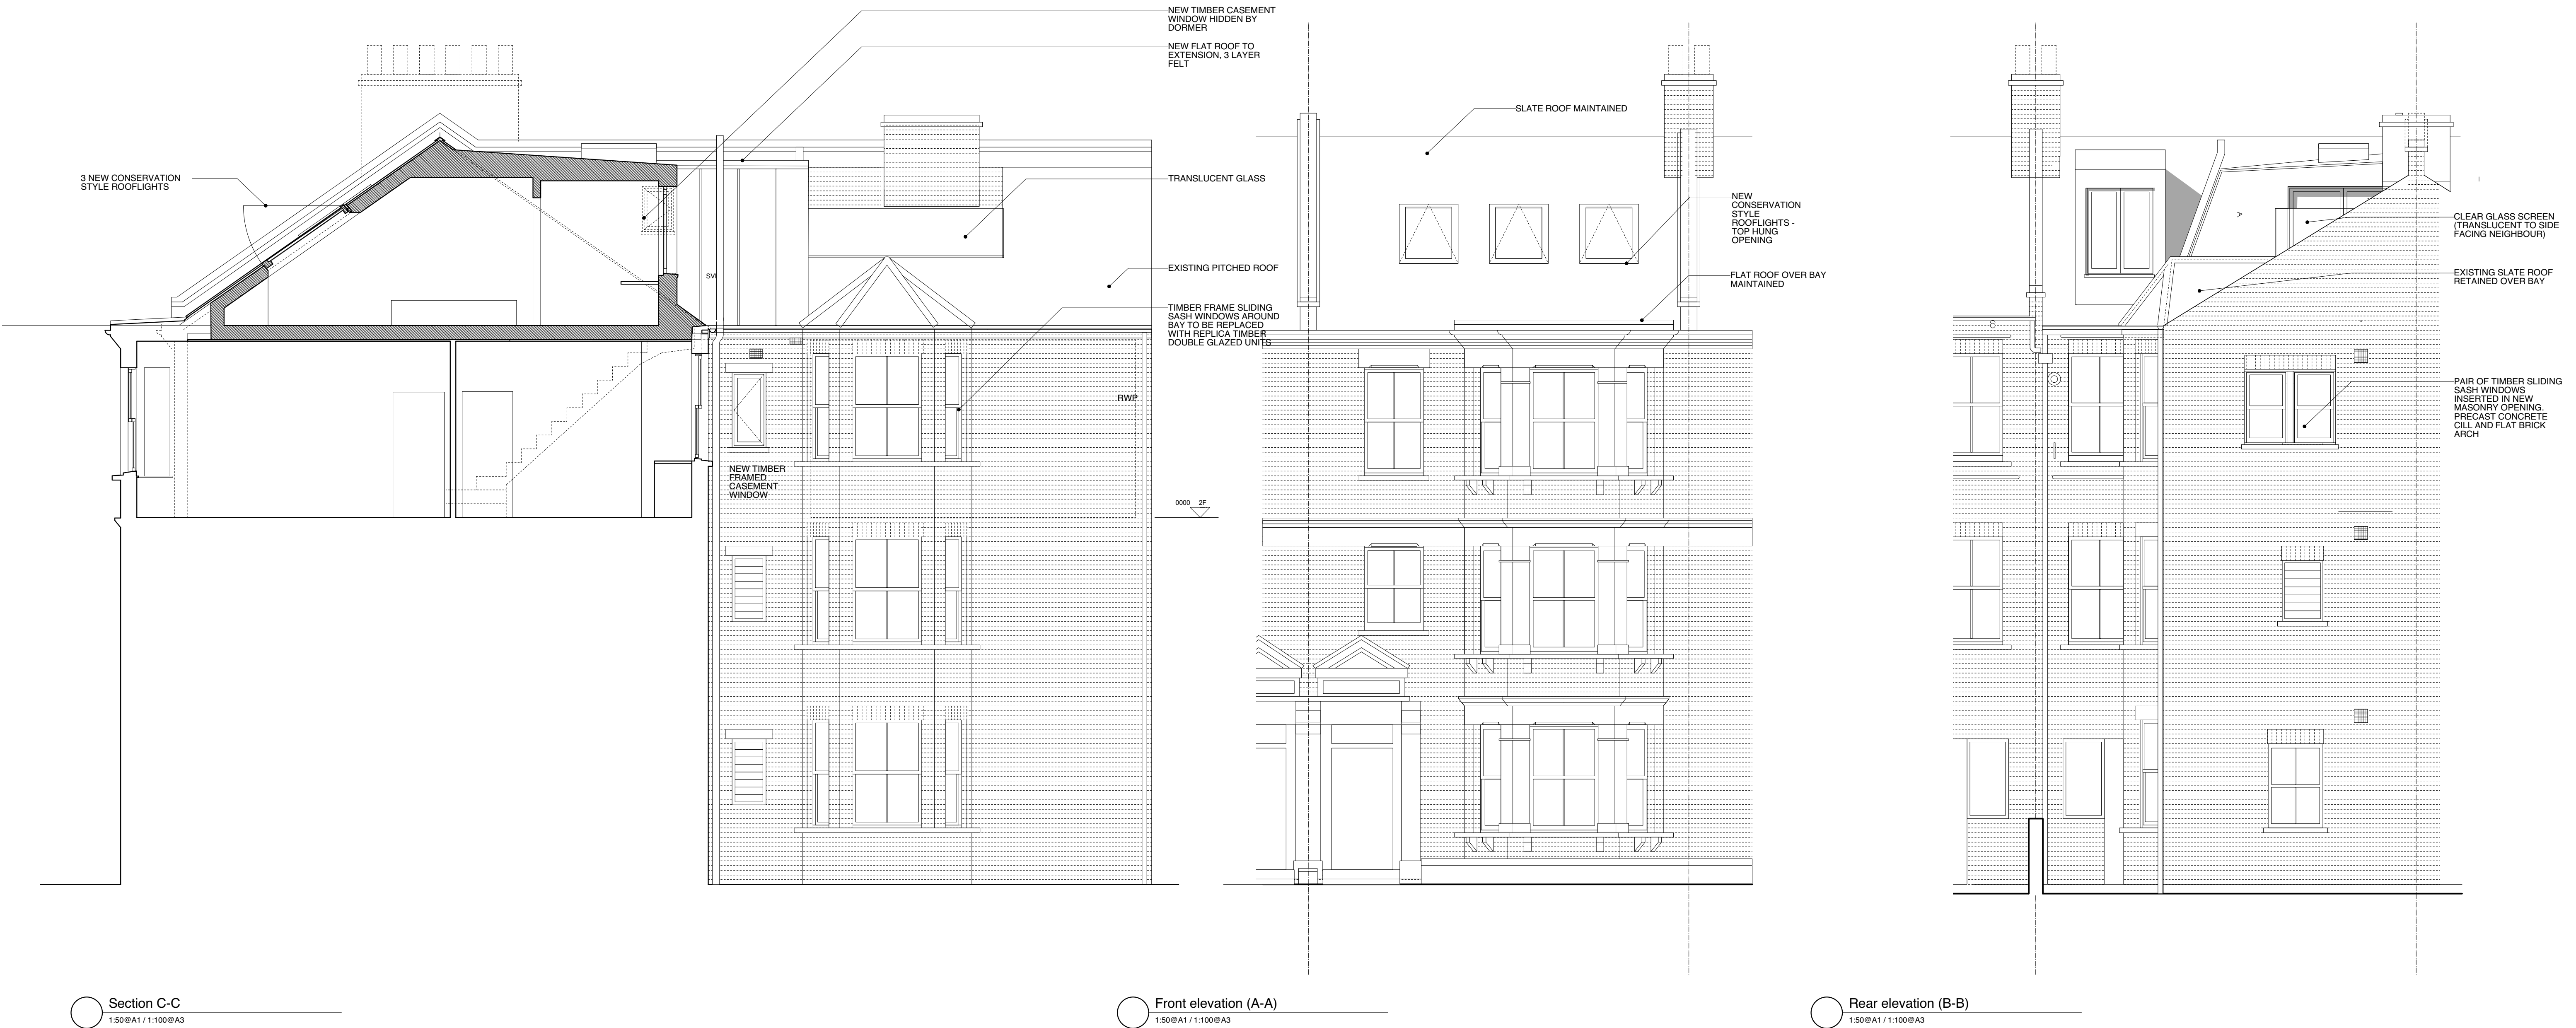 NEW TIMBER CASEMENT
WINDOW HIDDEN BY
DORMER
NEW FLAT ROOF TO
EXTENSION, 3 LAYER
FELT
3 NEW CONSERVATION
STYLE ROOFLIGHTS
TRANSLUCENT GLASS
EXISTING PITCHED ROOF
TIMBER FRAME SLIDING
SASH WINDOWS AROUND
BAY TO BE REPLACED
WITH REPLICA TIMBER
DOUBLE GLAZED UNITS
SVP
RWP
NEW TIMBER
FRAMED
CASEMENT
WINDOW
0000 2F
SLATE ROOF MAINTAINED
NEW
CONSERVATION
STYLE
ROOFLIGHTS -
TOP HUNG
OPENING
FLAT ROOF OVER BAY
MAINTAINED
CLEAR GLASS SCREEN
(TRANSLUCENT TO SIDE
FACING NEIGHBOUR)
EXISTING SLATE ROOF
RETAINED OVER BAY
PAIR OF TIMBER SLIDING
SASH WINDOWS
INSERTED IN NEW
MASONRY OPENING.
PRECAST CONCRETE
CILL AND FLAT BRICK
ARCH
Section C-C
1:50@A1 / 1:100@A3
Front elevation (A-A)
1:50@A1 / 1:100@A3
Rear elevation (B-B)
1:50@A1 / 1:100@A3